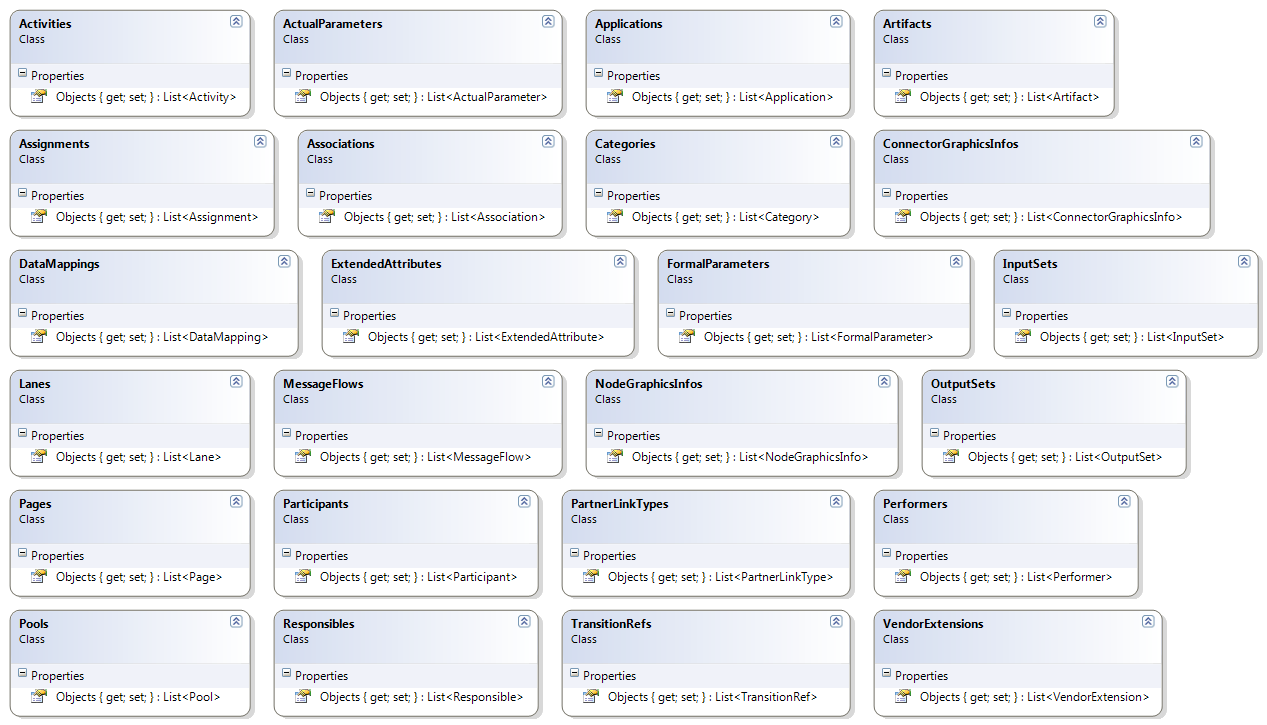 Activities
Class
Properties
Objects { get; set; } : List<Activity>
ActualParameters
Class
Properties
Objects { get; set; } : List<ActualParameter>
Applications
Class
Properties
Objects { get; set; } : List<Application>
Artifacts
Class
Properties
Objects { get; set; } : List<Artifact>
Assignments
Class
Properties
Objects { get; set; } : List<Assignment>
Associations
Class
Properties
Objects { get; set; } : List<Association>
Categories
Class
Properties
Objects { get; set; } : List<Category>
ConnectorGraphicsInfos
Class
Properties
Objects { get; set; } : List<ConnectorGraphicsInfo>
DataMappings
Class
Properties
Objects { get; set; } : List<DataMapping>
ExtendedAttributes
Class
Properties
Objects { get; set; } : List<ExtendedAttribute>
FormalParameters
Class
Properties
Objects { get; set; } : List<FormalParameter>
InputSets
Class
Properties
Objects { get; set; } : List<InputSet>
Lanes
Class
Properties
Objects { get; set; } : List<Lane>
MessageFlows
Class
Properties
Objects { get; set; } : List<MessageFlow>
NodeGraphicsInfos
Class
Properties
Objects { get; set; } : List<NodeGraphicsInfo>
OutputSets
Class
Properties
Objects { get; set; } : List<OutputSet>
Pages
Class
Properties
Objects { get; set; } : List<Page>
Participants
Class
Properties
Objects { get; set; } : List<Participant>
PartnerLinkTypes
Class
Properties
Objects { get; set; } : List<PartnerLinkType>
Performers
Class
Properties
Objects { get; set; } : List<Performer>
Pools
Class
Properties
Objects { get; set; } : List<Pool>
Responsibles
Class
Properties
Objects { get; set; } : List<Responsible>
TransitionRefs
Class
Properties
Objects { get; set; } : List<TransitionRef>
VendorExtensions
Class
Properties
Objects { get; set; } : List<VendorExtension>